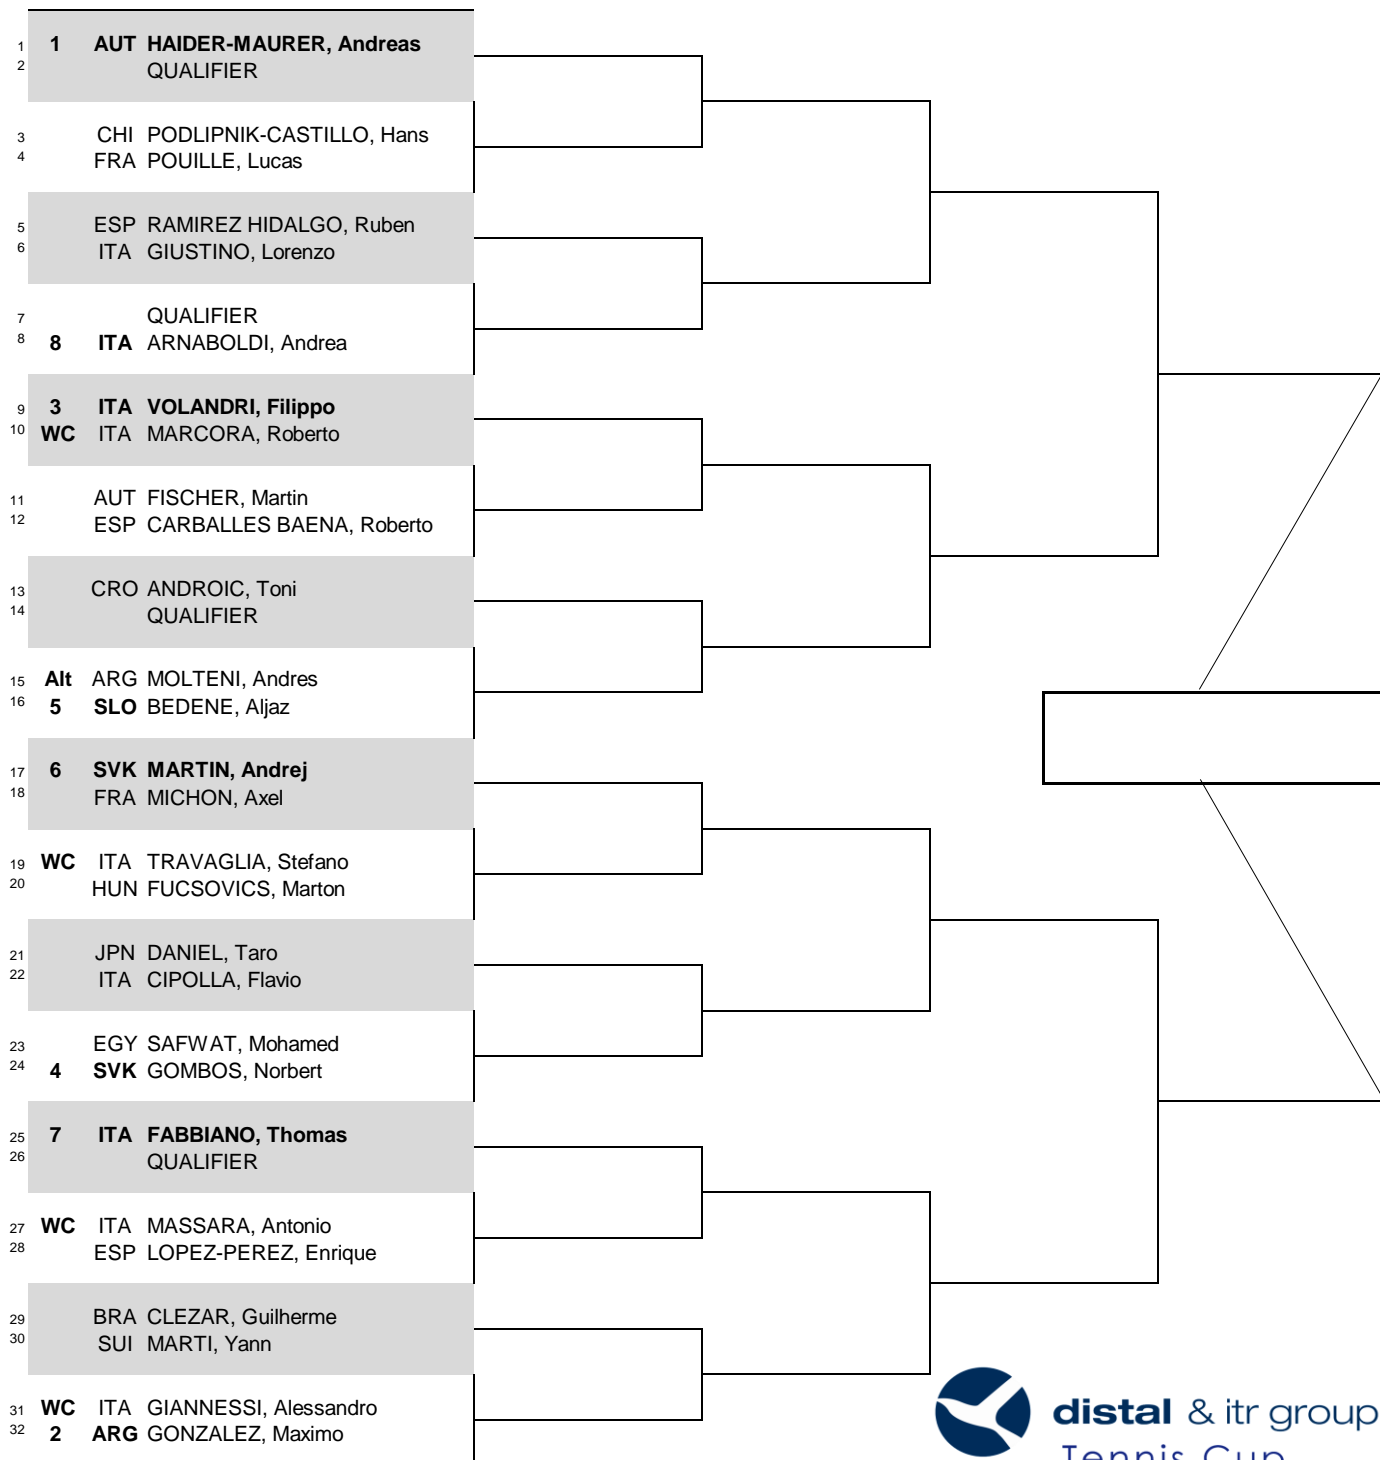 1 1 AUT HAIDER-MAURER, Andreas
2 QUALIFIER
3 CHI PODLIPNIK-CASTILLO, Hans
4 FRA POUILLE, Lucas
5 ESP RAMIREZ HIDALGO, Ruben
6 ITA GIUSTINO, Lorenzo
7 QUALIFIER
8 8 ITA ARNABOLDI, Andrea
9 3 ITA VOLANDRI, Filippo
10 WC ITA MARCORA, Roberto
11 AUT FISCHER, Martin
12 ESP CARBALLES BAENA, Roberto
13 CRO ANDROIC, Toni
14 QUALIFIER
15 Alt ARG MOLTENI, Andres
16 5 SLO BEDENE, Aljaz
17 6 SVK MARTIN, Andrej
18 FRA MICHON, Axel
19 WC ITA TRAVAGLIA, Stefano
20 HUN FUCSOVICS, Marton
21 JPN DANIEL, Taro
22 ITA CIPOLLA, Flavio
23 EGY SAFWAT, Mohamed
24 4 SVK GOMBOS, Norbert
25 7 ITA FABBIANO, Thomas
26 QUALIFIER
27 WC ITA MASSARA, Antonio
28 ESP LOPEZ-PEREZ, Enrique
29 BRA CLEZAR, Guilherme
30 SUI MARTI, Yann
31 WC ITA GIANNESSI, Alessandro
32 2 ARG GONZALEZ, Maximo
distal & itr group
Tennis Cup